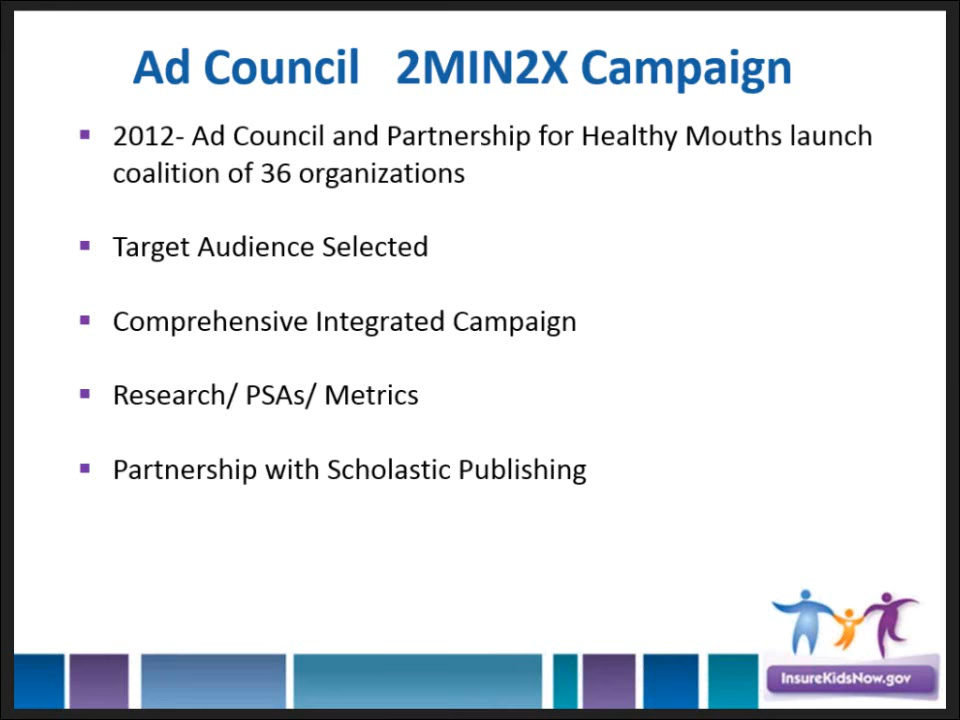 Ad Council   2MIN2X Campaign
2012- Ad Council and Partnership for Healthy Mouths launch
coalition of 36 organizations
Target Audience Selected
Comprehensive Integrated Campaign
Research/ PSAs/ Metrics
Partnership with Scholastic Publishing
InsureKidsNow.gov